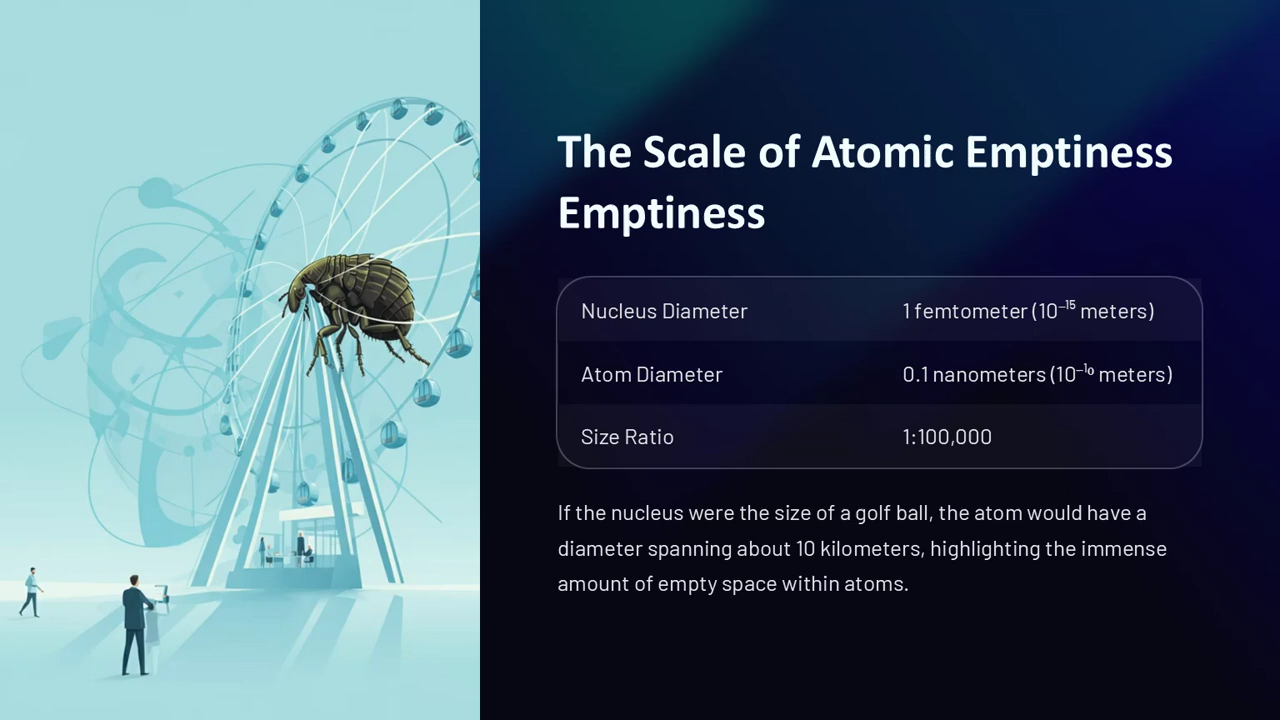 The Scale of Atomic Emptiness
Emptiness
Nucleus Diameter
1 femtometer (10⁻¹⁵ meters)
Atom Diameter
0.1 nanometers (10⁻¹⁰ meters)
Size Ratio
1:100,000
If the nucleus were the size of a golf ball, the atom would have a
diameter spanning about 10 kilometers, highlighting the immense
amount of empty space within atoms.